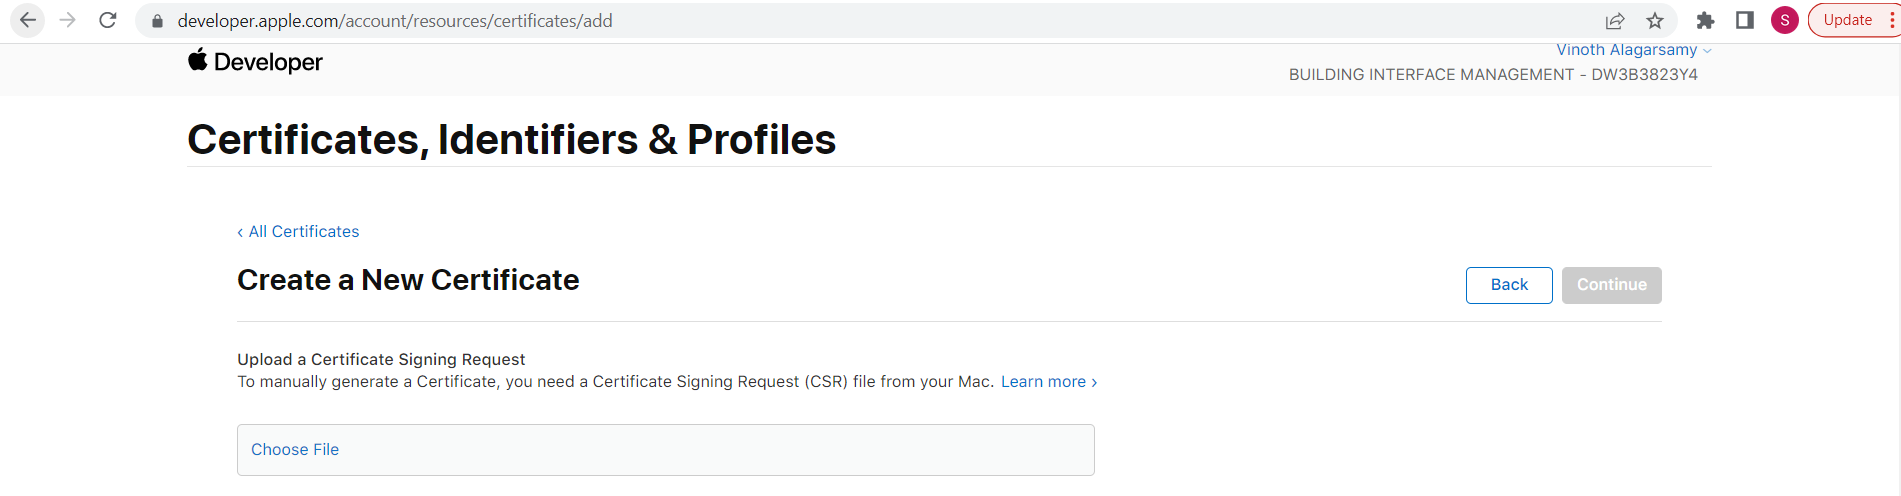 developer.apple.com/account/resources/certificates/add
S
Update
Developer
Vinoth Alagarsamy
BUILDING INTERFACE MANAGEMENT - DW3B3823Y4
Certificates, Identifiers & Profiles
‹ All Certificates
Create a New Certificate
Back
Continue
Upload a Certificate Signing Request
To manually generate a Certificate, you need a Certificate Signing Request (CSR) file from your Mac. Learn more ›
Choose File